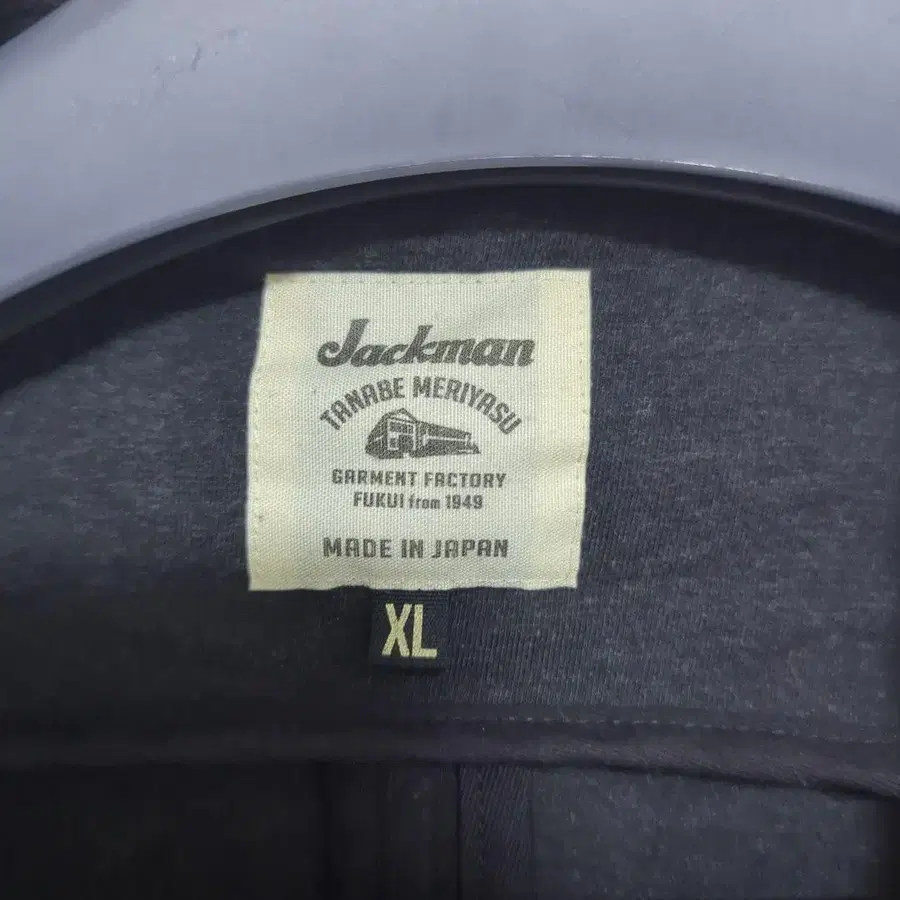 Jackman
TANABE MERIYASU
GARMENT FACTORY
FUKUI from 1949
MADE IN JAPAN
XL